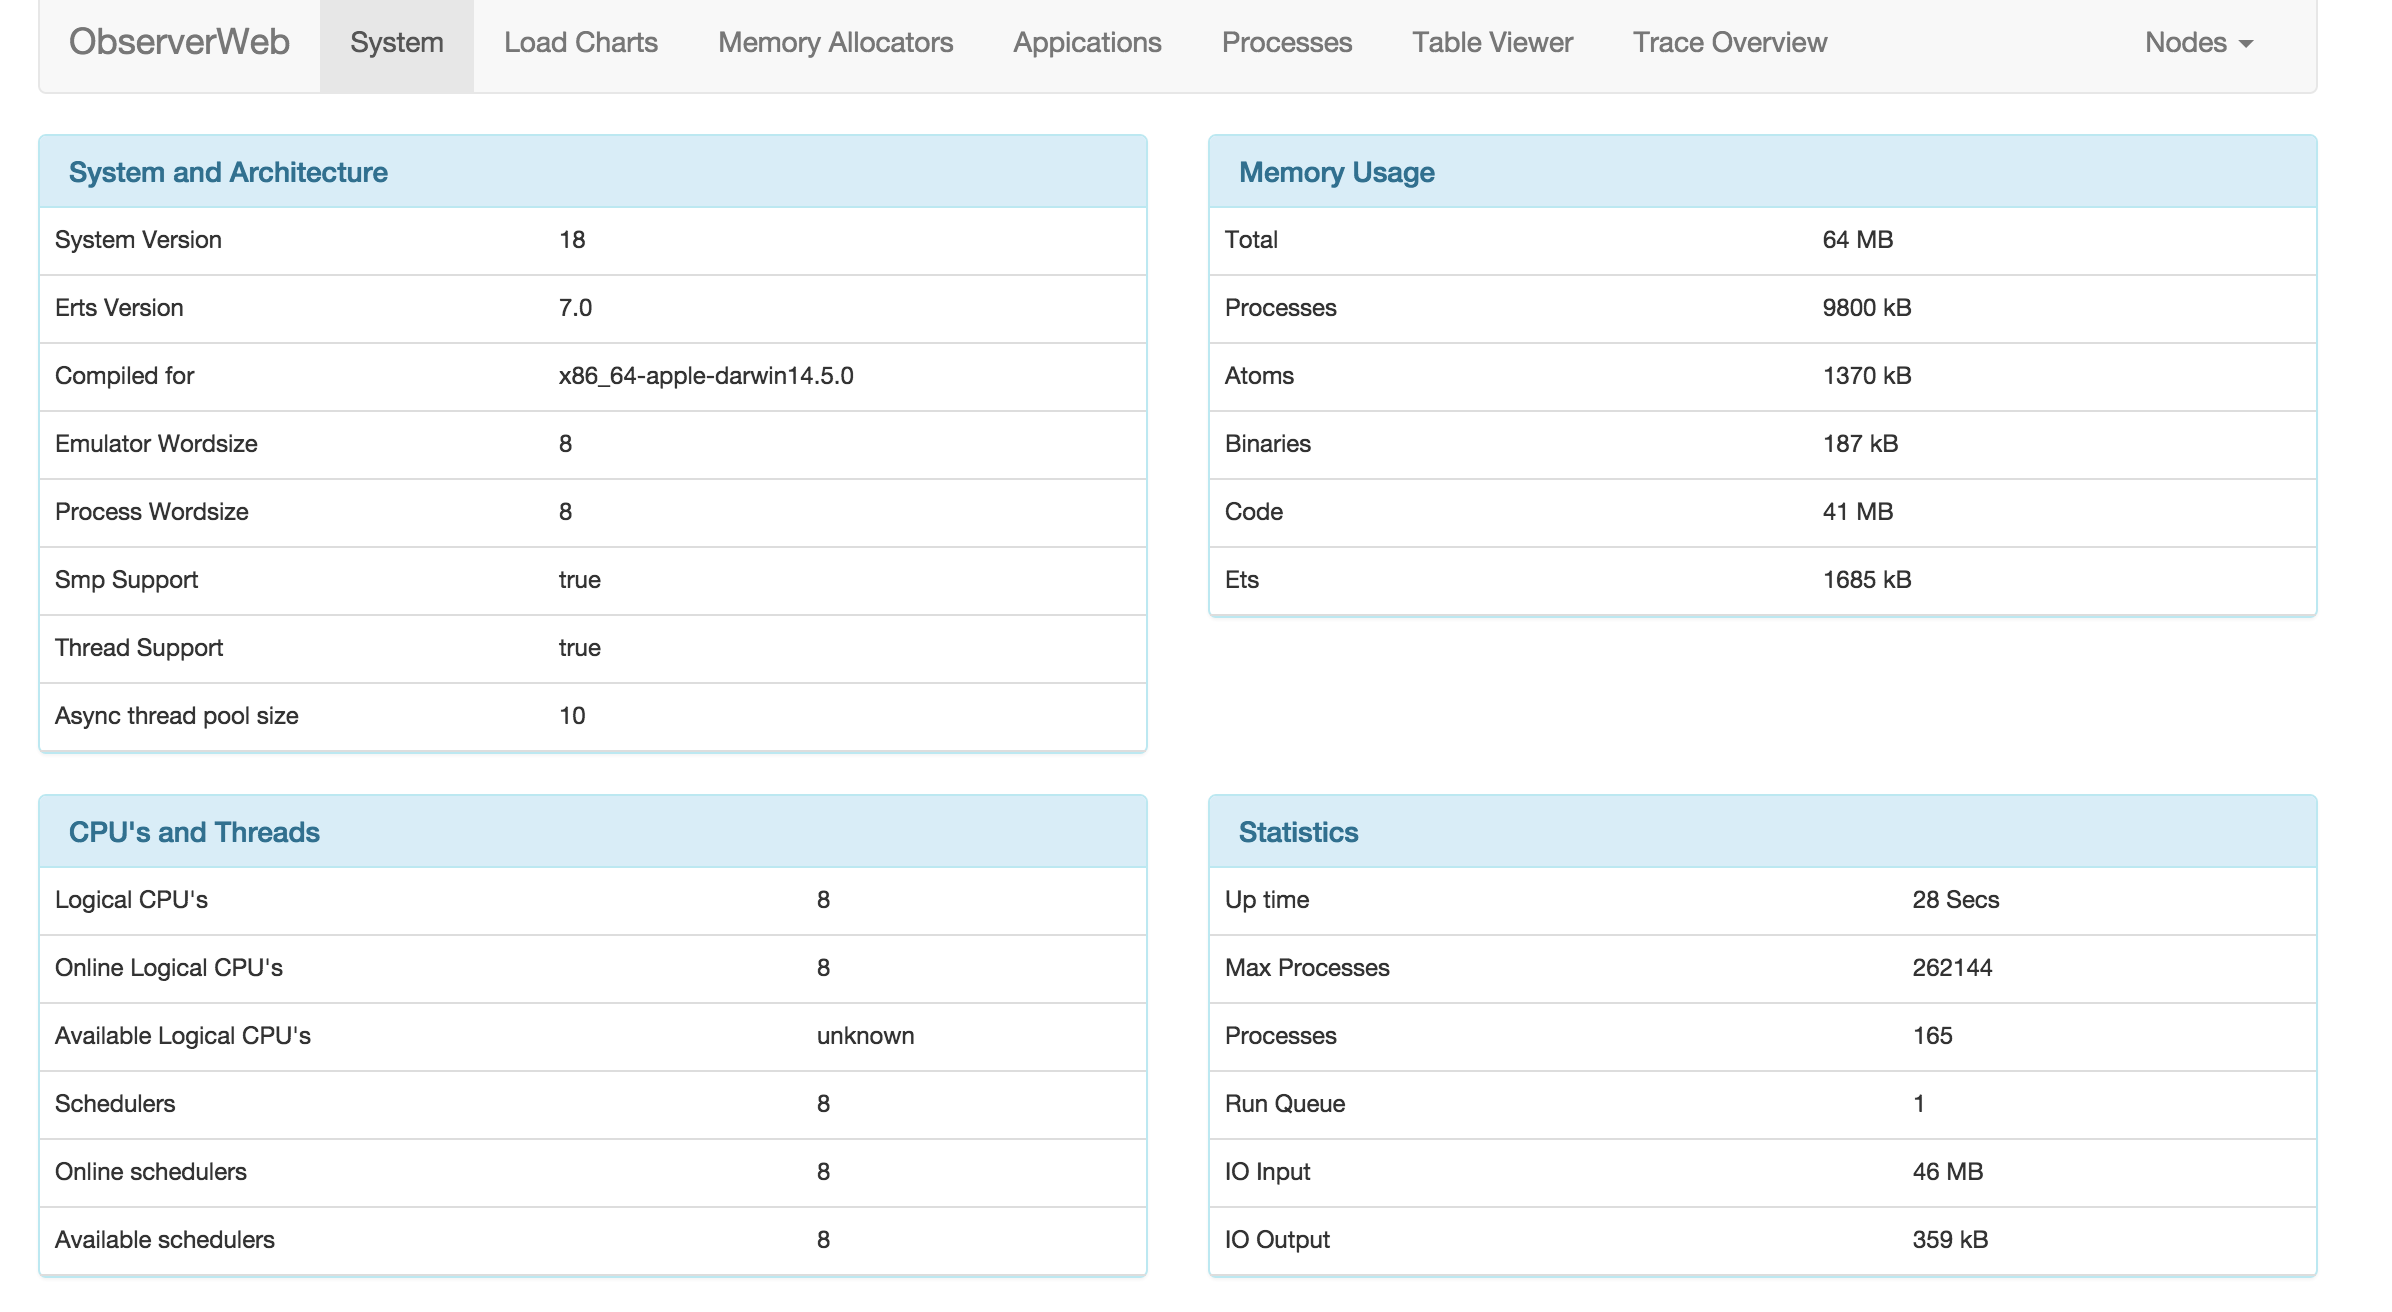 ObserverWeb System Load Charts Memory Allocators Appications Processes Table Viewer Trace Overview Nodes
System and Architecture
System Version 18
Erts Version 7.0
Compiled for x86_64-apple-darwin14.5.0
Emulator Wordsize 8
Process Wordsize 8
Smp Support true
Thread Support true
Async thread pool size 10
Memory Usage
Total 64 MB
Processes 9800 kB
Atoms 1370 kB
Binaries 187 kB
Code 41 MB
Ets 1685 kB
CPU's and Threads
Logical CPU's 8
Online Logical CPU's 8
Available Logical CPU's unknown
Schedulers 8
Online schedulers 8
Available schedulers 8
Statistics
Up time 28 Secs
Max Processes 262144
Processes 165
Run Queue 1
IO Input 46 MB
IO Output 359 kB